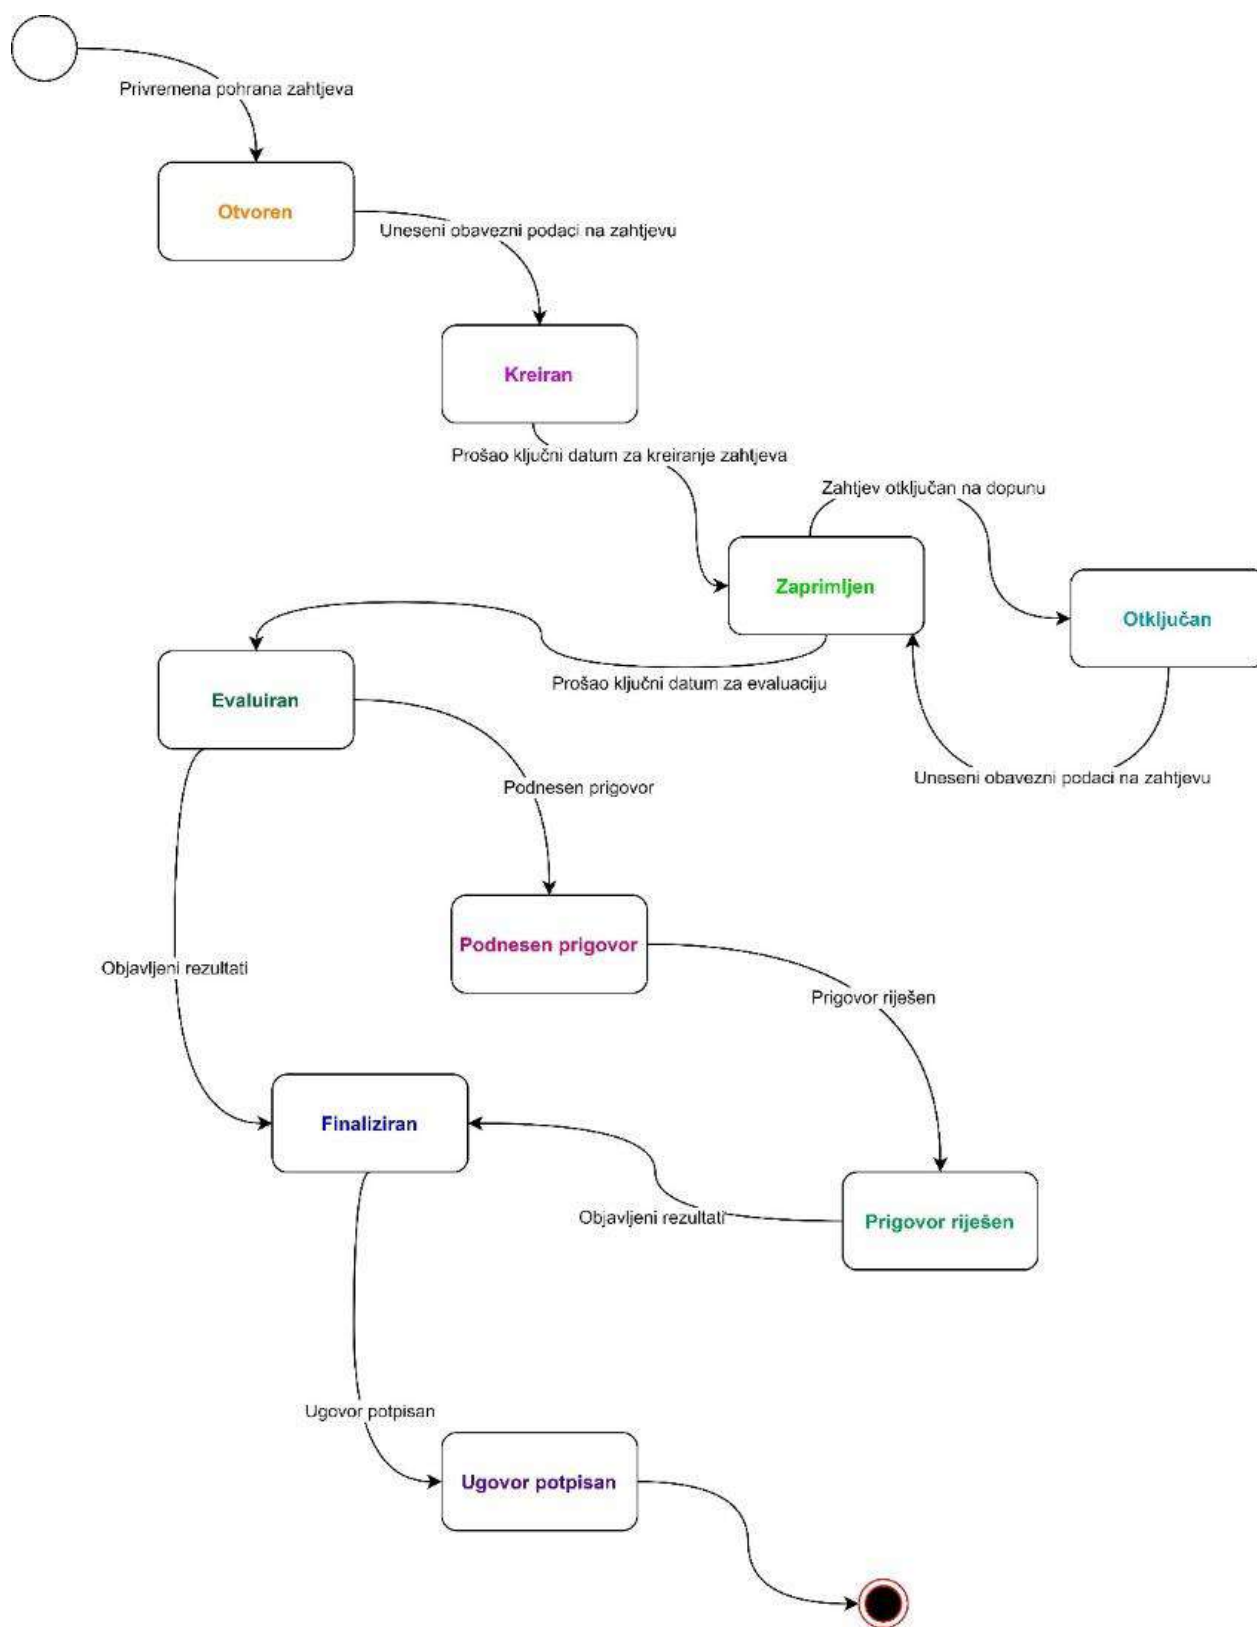 Privremena pohrana zahtjeva
Otvoren
Uneseni obavezni podaci na zahtjevu
Kreiran
Prošao ključni datum za kreiranje zahtjeva
Zahtjev otključan na dopunu
Zaprimljen
Otključan
Prošao ključni datum za evaluaciju
Evaluiran
Uneseni obavezni podaci na zahtjevu
Podnesen prigovor
Podnesen prigovor
Objavljeni rezultati
Prigovor riješen
Finaliziran
Objavljeni rezultati
Prigovor riješen
Ugovor potpisan
Ugovor potpisan